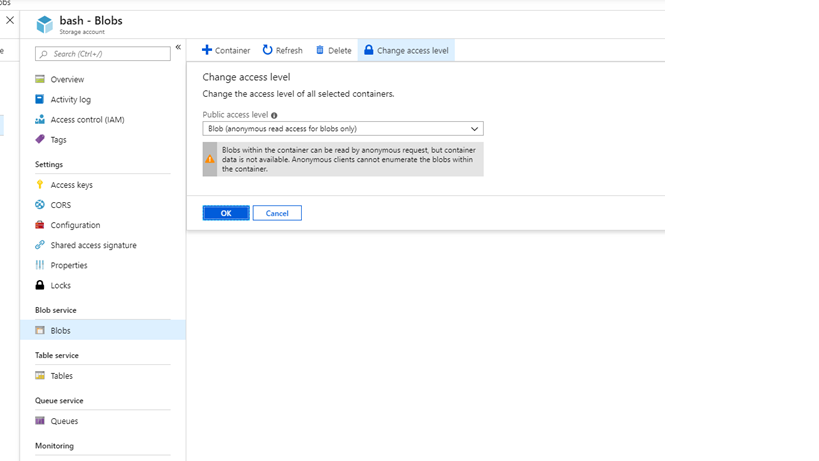 obs
bash - Blobs
Storage account
Search (Ctrl+/)
«
Container
Refresh
Delete
Change access level
e
Overview
Activity log
Access control (IAM)
Tags
Settings
Access keys
CORS
Configuration
Shared access signature
Properties
Locks
Blob service
Blobs
Table service
Tables
Queue service
Queues
Monitoring
Change access level
Change the access level of all selected containers.
Public access level
Blob (anonymous read access for blobs only)
Blobs within the container can be read by anonymous request, but container
data is not available. Anonymous clients cannot enumerate the blobs within
the container.
OK
Cancel